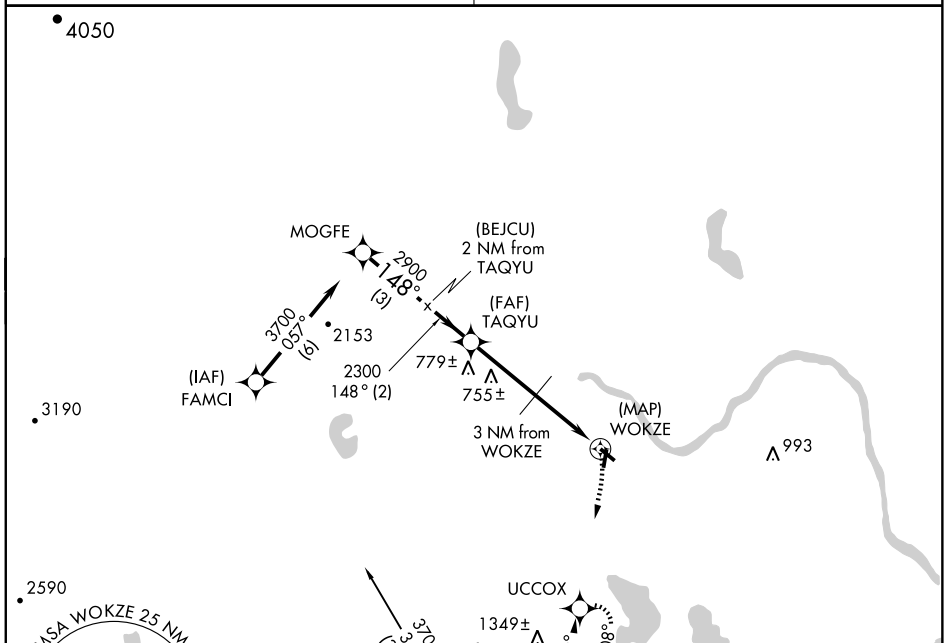 4050
(BEJCU)
2 NM from
TAQYU
MOGFE
2900
148°
(3)
(FAF)
TAQYU
3700
057°
(6)
2153
779±
2300
148° (2)
755±
(IAF)
FAMCI
3190
(MAP)
WOKZE
3 NM from
WOKZE
993
2590
UCCOX
MSA WOKZE 25 NM
1349±